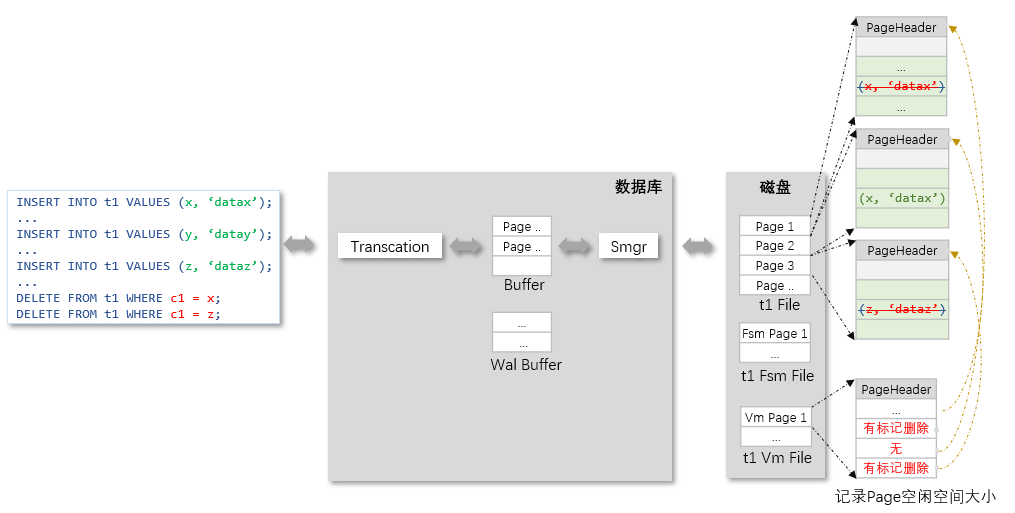 INSERT INTO t1 VALUES (x, ‘datax’);
...
INSERT INTO t1 VALUES (y, ‘datay’);
...
INSERT INTO t1 VALUES (z, ‘dataz’);
...
DELETE FROM t1 WHERE c1 = x;
DELETE FROM t1 WHERE c1 = z;
数据库
Transcation
Page ..
Page ..
Buffer
...
...
Wal Buffer
Smgr
磁盘
Page 1
Page 2
Page 3
Page ..
t1 File
Fsm Page 1
...
t1 Fsm File
Vm Page 1
...
t1 Vm File
PageHeader
...
(x, ‘datax’)
...
PageHeader
(x, ‘datax’)
PageHeader
(z, ‘dataz’)
PageHeader
...
有标记删除
无
有标记删除
记录Page空闲空间大小